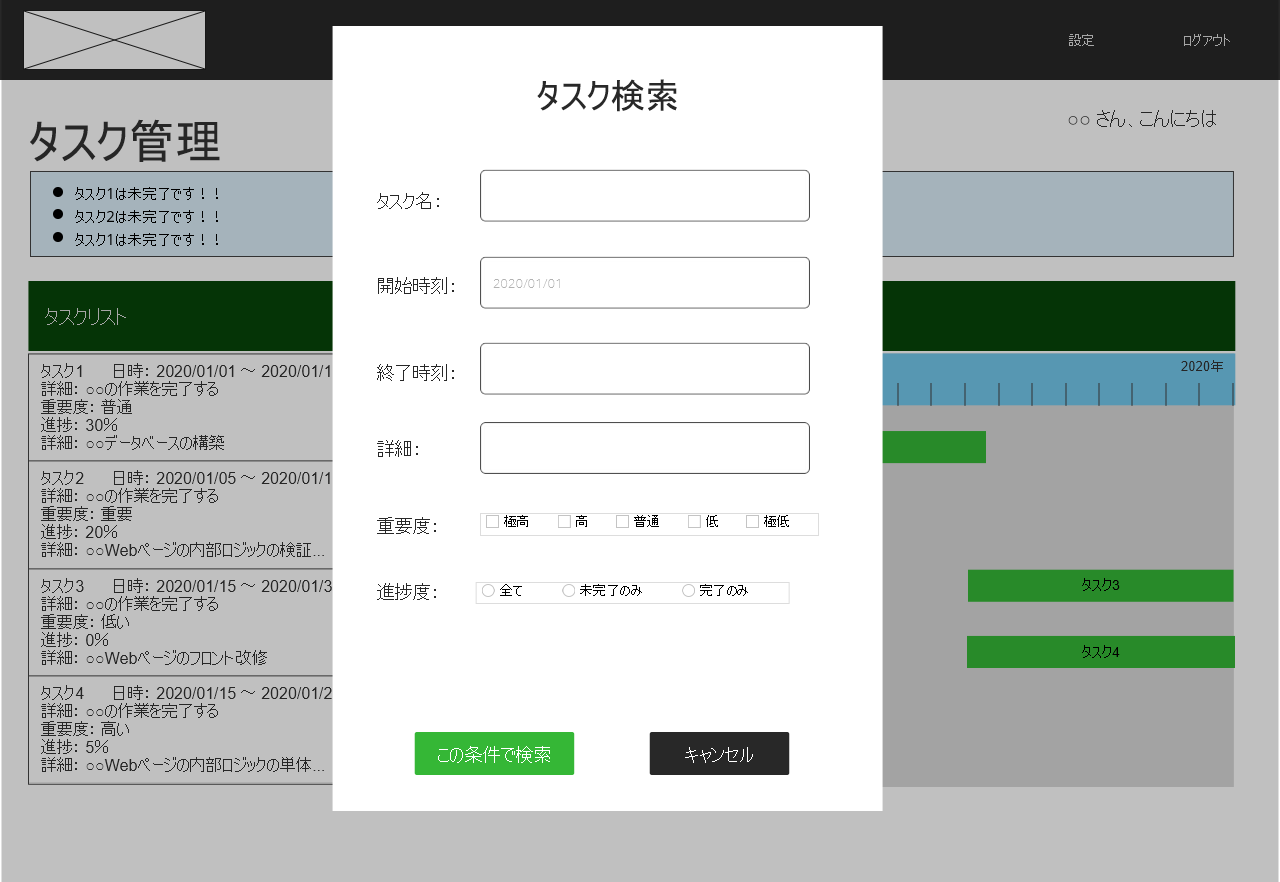 設定
ログアウト
タスク検索
○○ さん、こんにちは
タスク管理
タスク1は未完了です！！
タスク2は未完了です！！
タスク1は未完了です！！
タスク名：
開始時刻： 2020/01/01
終了時刻：
詳細：
重要度： 極高 高 普通 低 極低
進捗度： 全て 未完了のみ 完了のみ
この条件で検索
キャンセル
タスクリスト
2020年
タスク1 日時： 2020/01/01 ～ 2020/01/1
詳細： ○○の作業を完了する
重要度： 普通
進捗： 30%
詳細： ○○データベースの構築
タスク2 日時： 2020/01/05 ～ 2020/01/1
詳細： ○○の作業を完了する
重要度： 重要
進捗： 20%
詳細： ○○Webページの内部ロジックの検証...
タスク3 日時： 2020/01/15 ～ 2020/01/3
詳細： ○○の作業を完了する
重要度： 低い
進捗： 0%
詳細： ○○Webページのフロント改修
タスク4 日時： 2020/01/15 ～ 2020/01/2
詳細： ○○の作業を完了する
重要度： 高い
進捗： 5%
詳細： ○○Webページの内部ロジックの単体...
タスク3
タスク4